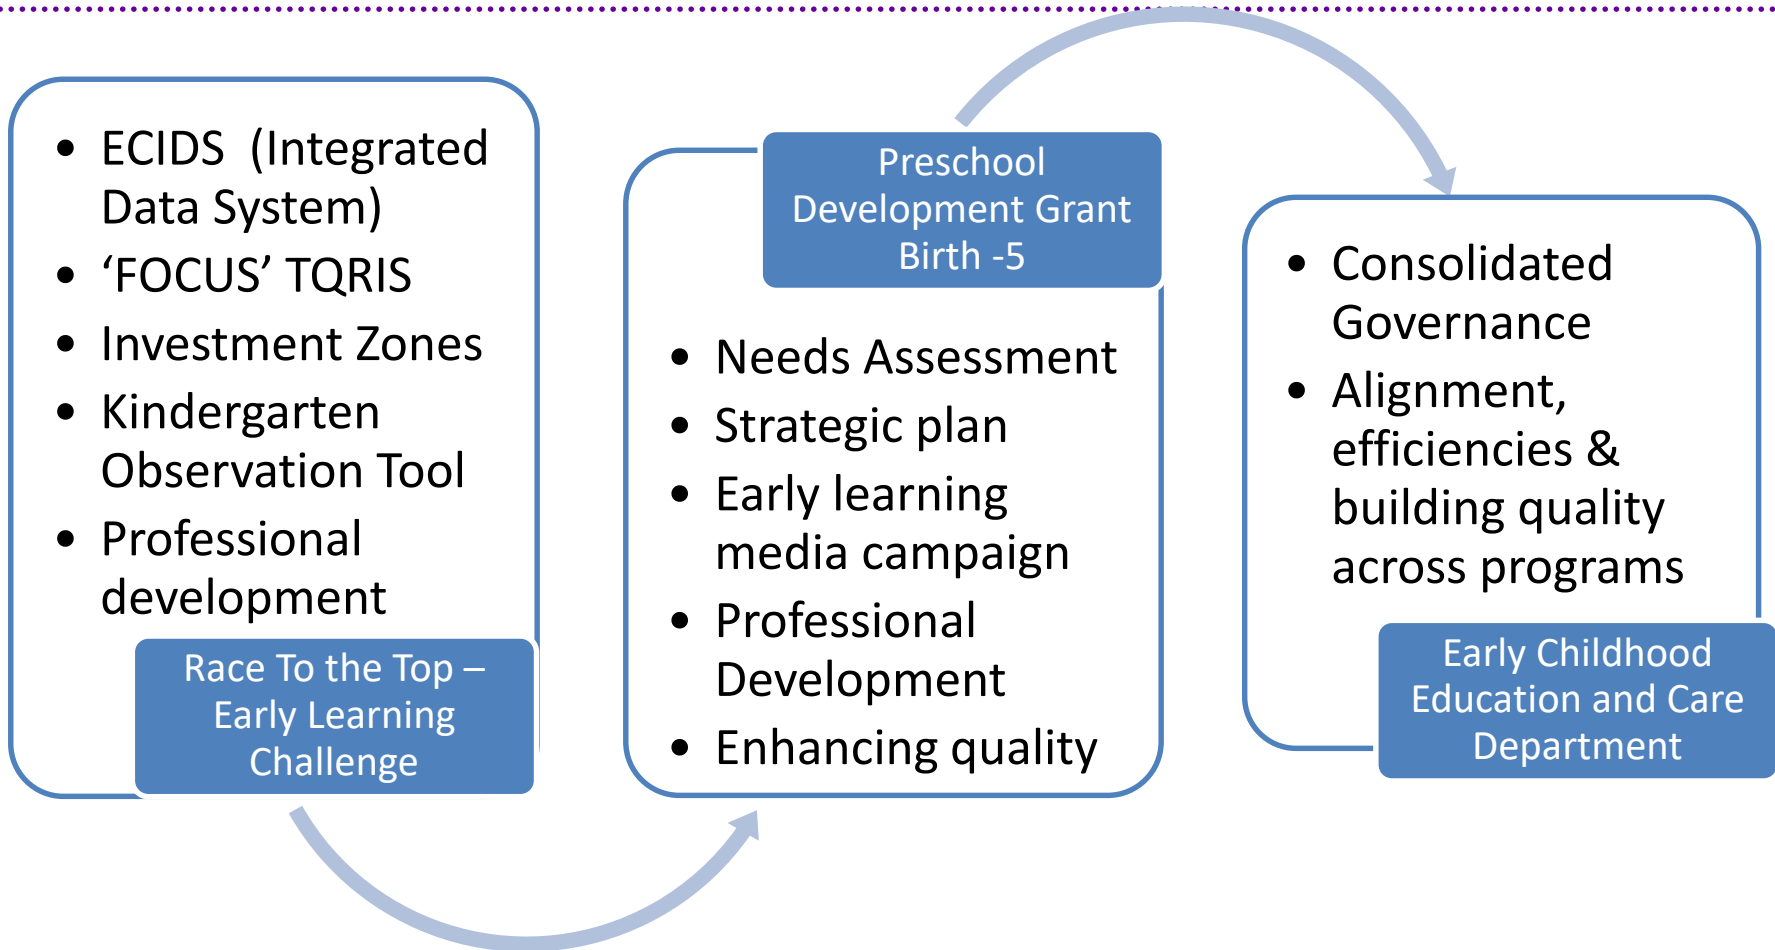 • ECIDS  (Integrated
Data System)
• ‘FOCUS’ TQRIS
• Investment Zones
• Kindergarten
Observation Tool
• Professional
development
Race To the Top –
Early Learning
Challenge
Preschool
Development Grant
Birth -5
• Needs Assessment
• Strategic plan
• Early learning
media campaign
• Professional
Development
• Enhancing quality
• Consolidated
Governance
• Alignment,
efficiencies &
building quality
across programs
Early Childhood
Education and Care
Department